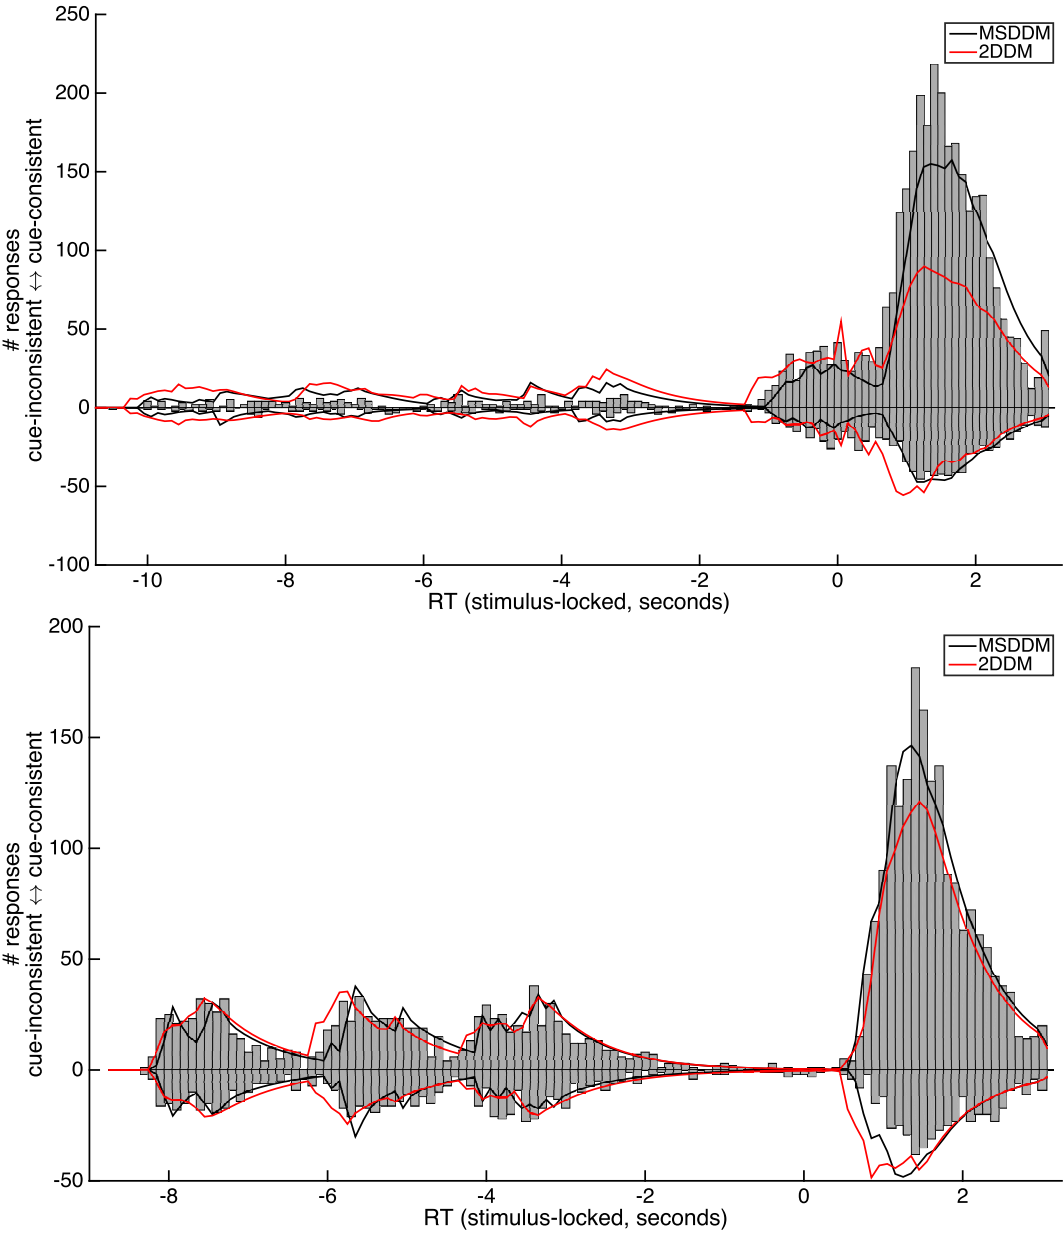 250
200
150
100
50
0
-50
-100
# responses
cue-inconsistent ↔ cue-consistent
MSDDM
2DDM
-10 -8 -6 -4 -2 0 2
RT (stimulus-locked, seconds)
200
150
100
50
0
-50
# responses
cue-inconsistent ↔ cue-consistent
MSDDM
2DDM
-8 -6 -4 -2 0 2
RT (stimulus-locked, seconds)